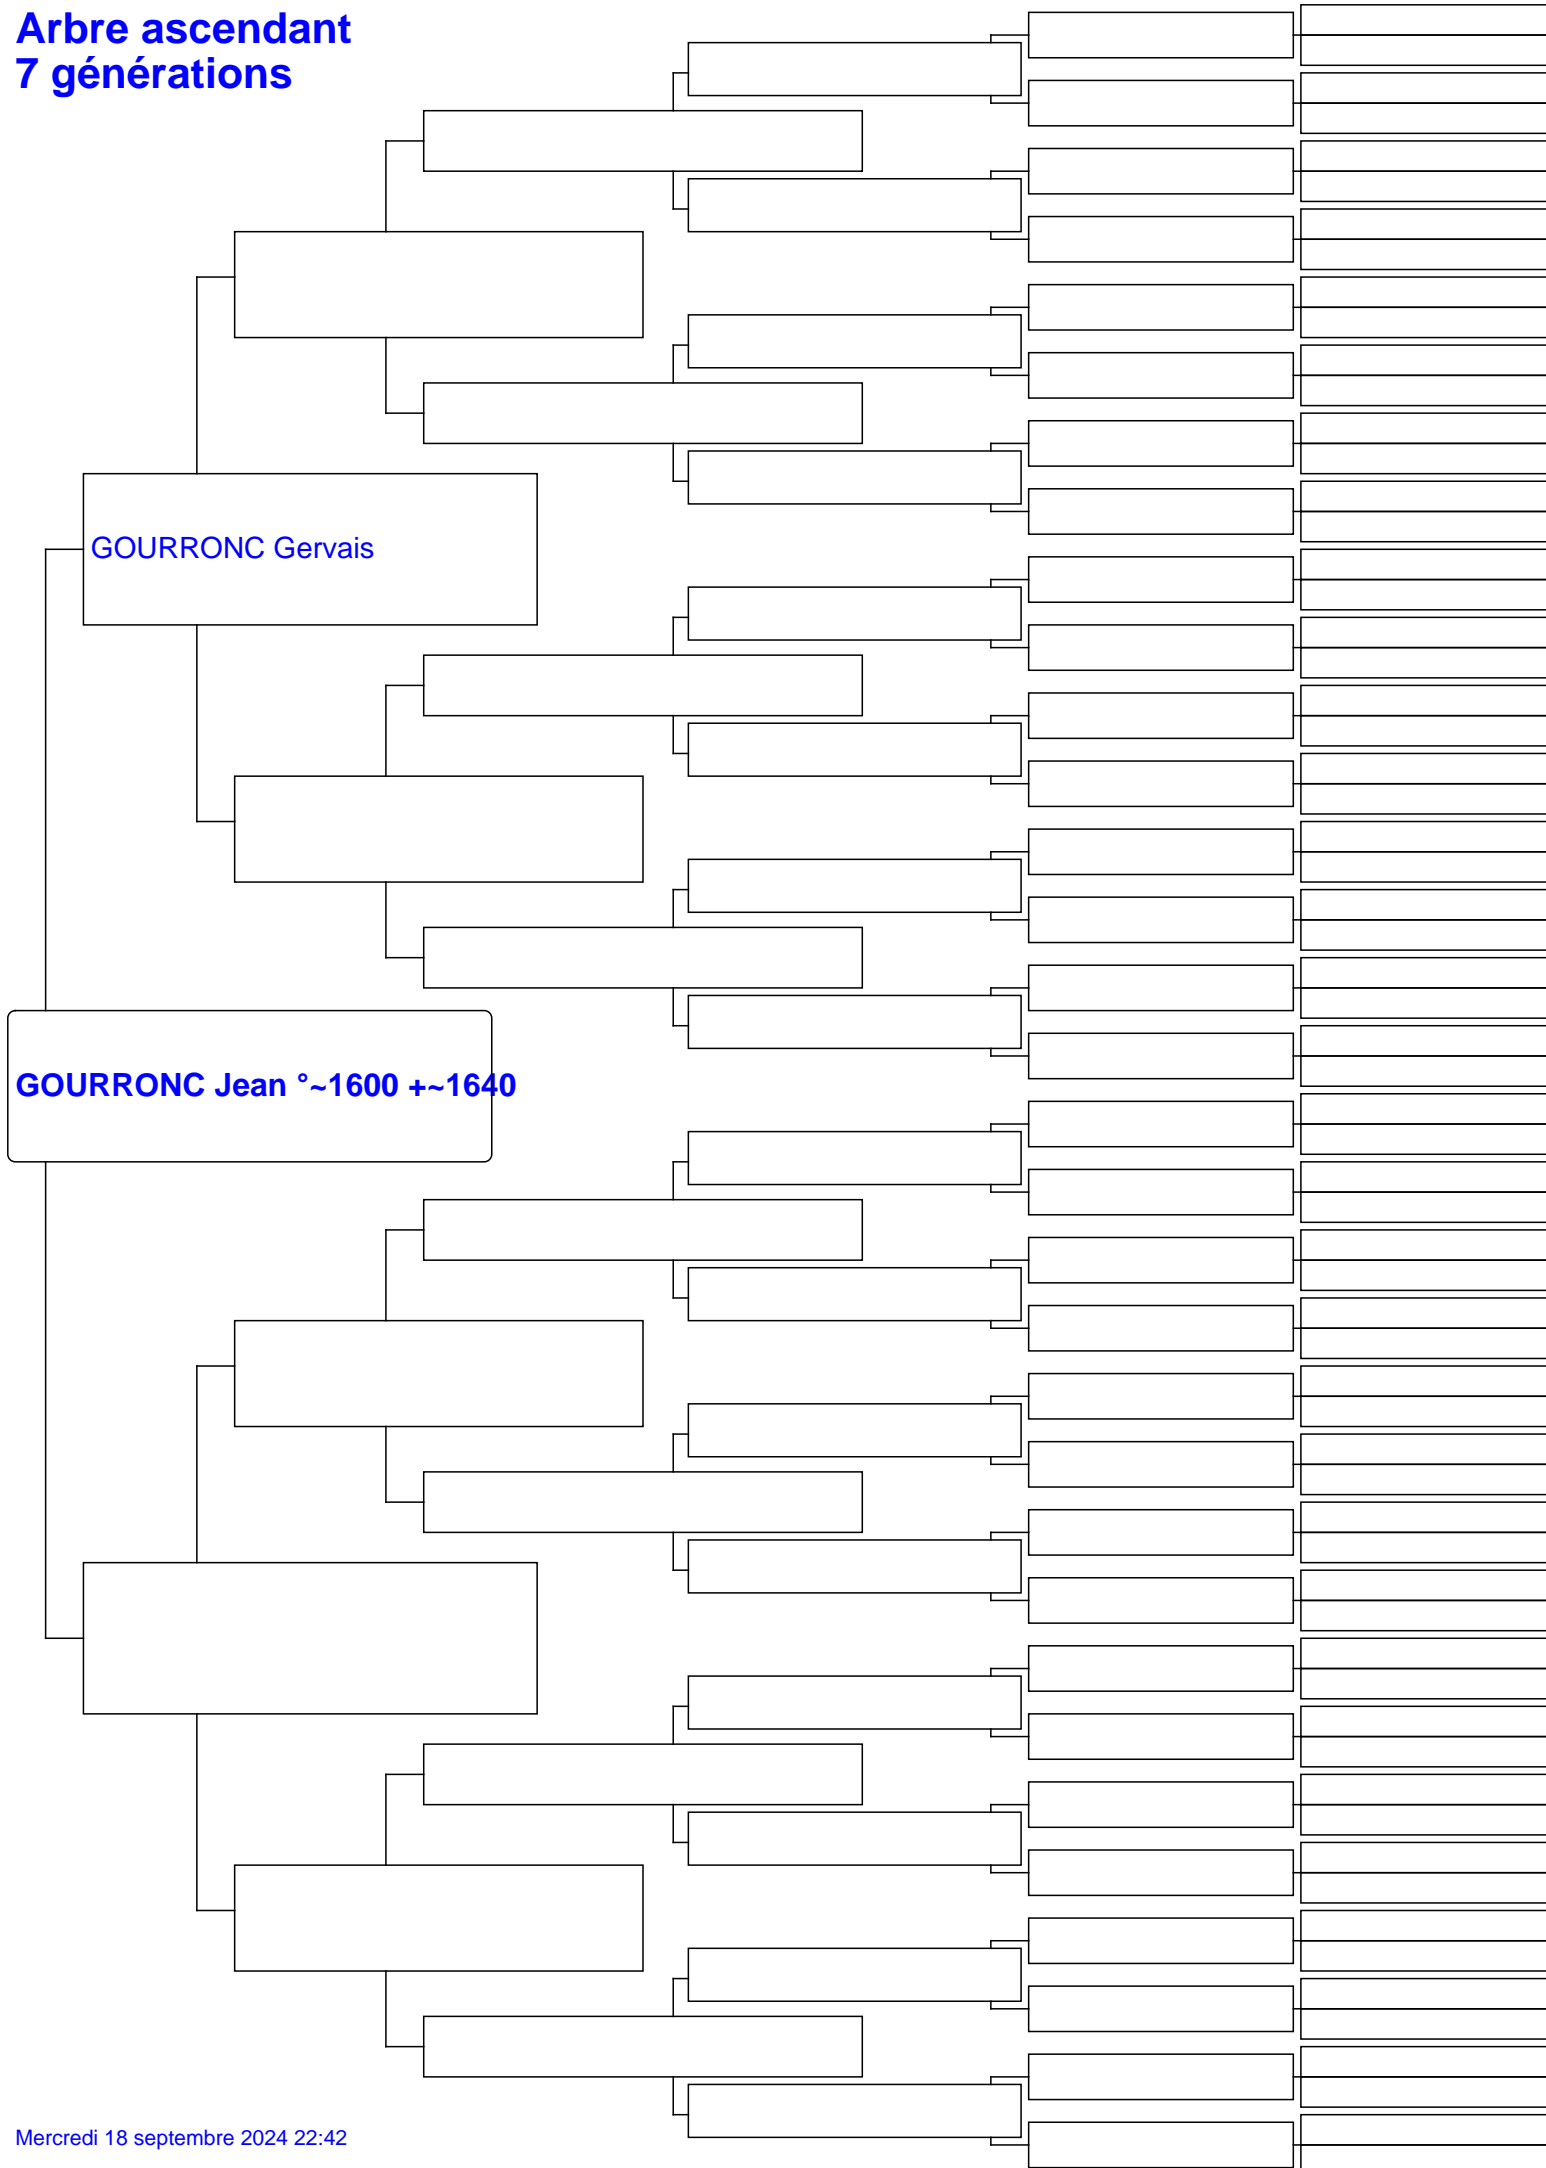 Arbre ascendant
7 générations
GOURRONC Gervais
GOURRONC Jean °~1600 +~1640
Mercredi 18 septembre 2024 22:42